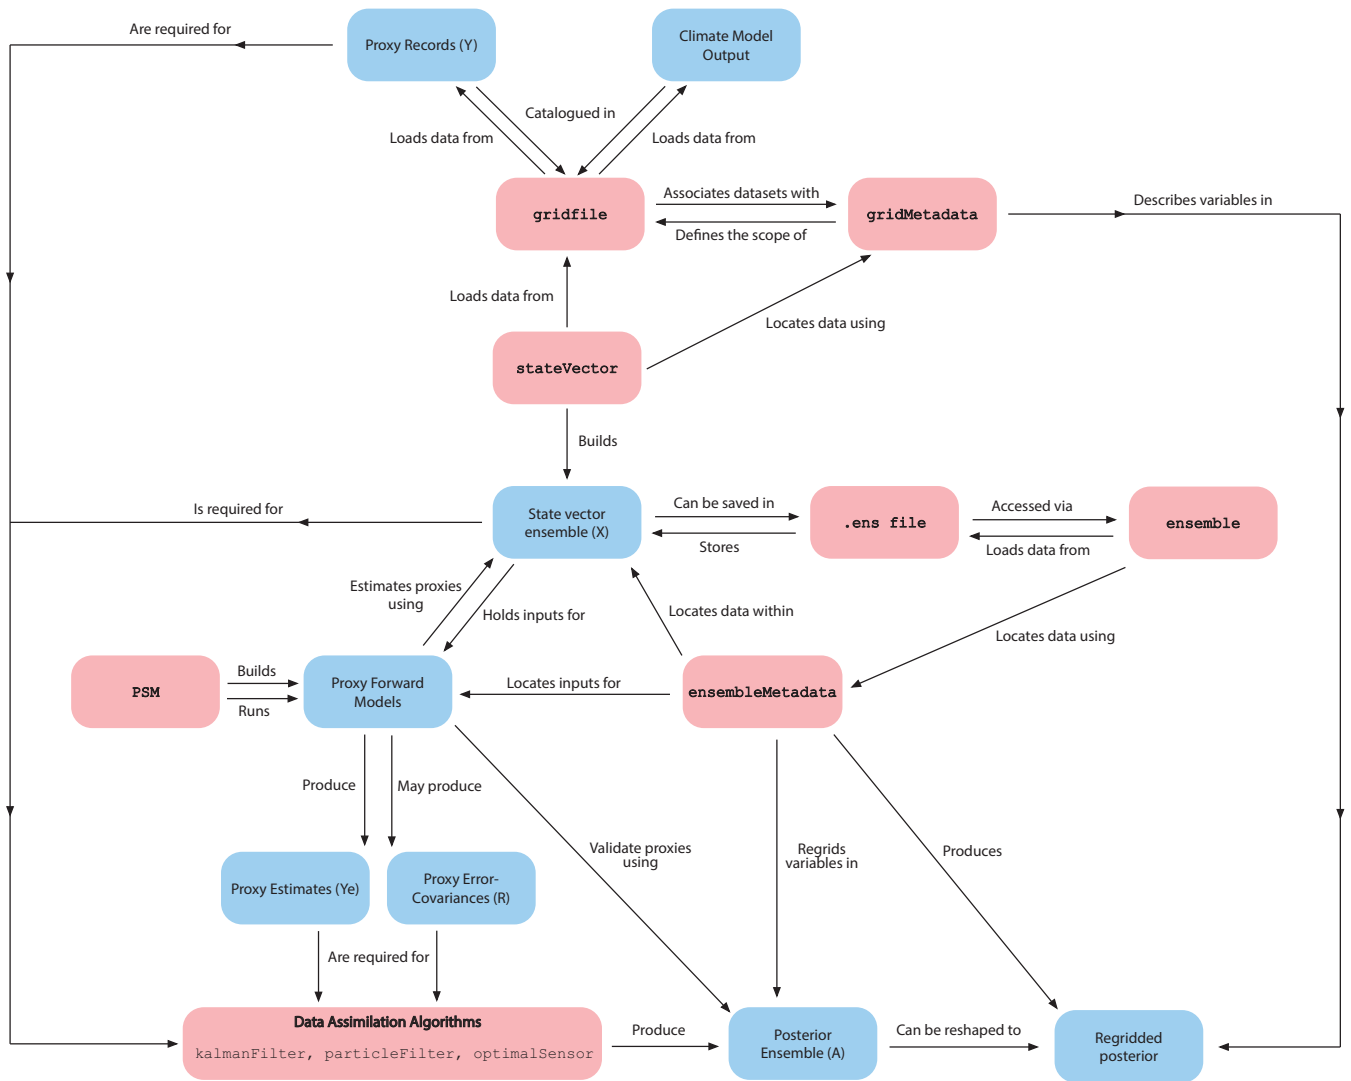 Are required for
Proxy Records (Y)
Climate Model
Output
Catalogued in
Loads data from
Loads data from
gridfile
Associates datasets with
Defines the scope of
gridMetadata
Describes variables in
Loads data from
Locates data using
stateVector
Builds
Is required for
State vector
ensemble (X)
Can be saved in
Stores
.ens file
Accessed via
Loads data from
ensemble
Estimates proxies
using
Holds inputs for
Locates data within
Locates data using
PSM
Builds
Runs
Proxy Forward
Models
Locates inputs for
ensembleMetadata
Produce
May produce
Validate proxies
using
Regrids
variables in
Produces
Proxy Estimates (Ye)
Proxy Error-
Covariances (R)
Are required for
Data Assimilation Algorithms
kalmanFilter, particleFilter, optimalSensor
Produce
Posterior
Ensemble (A)
Can be reshaped to
Regridded
posterior